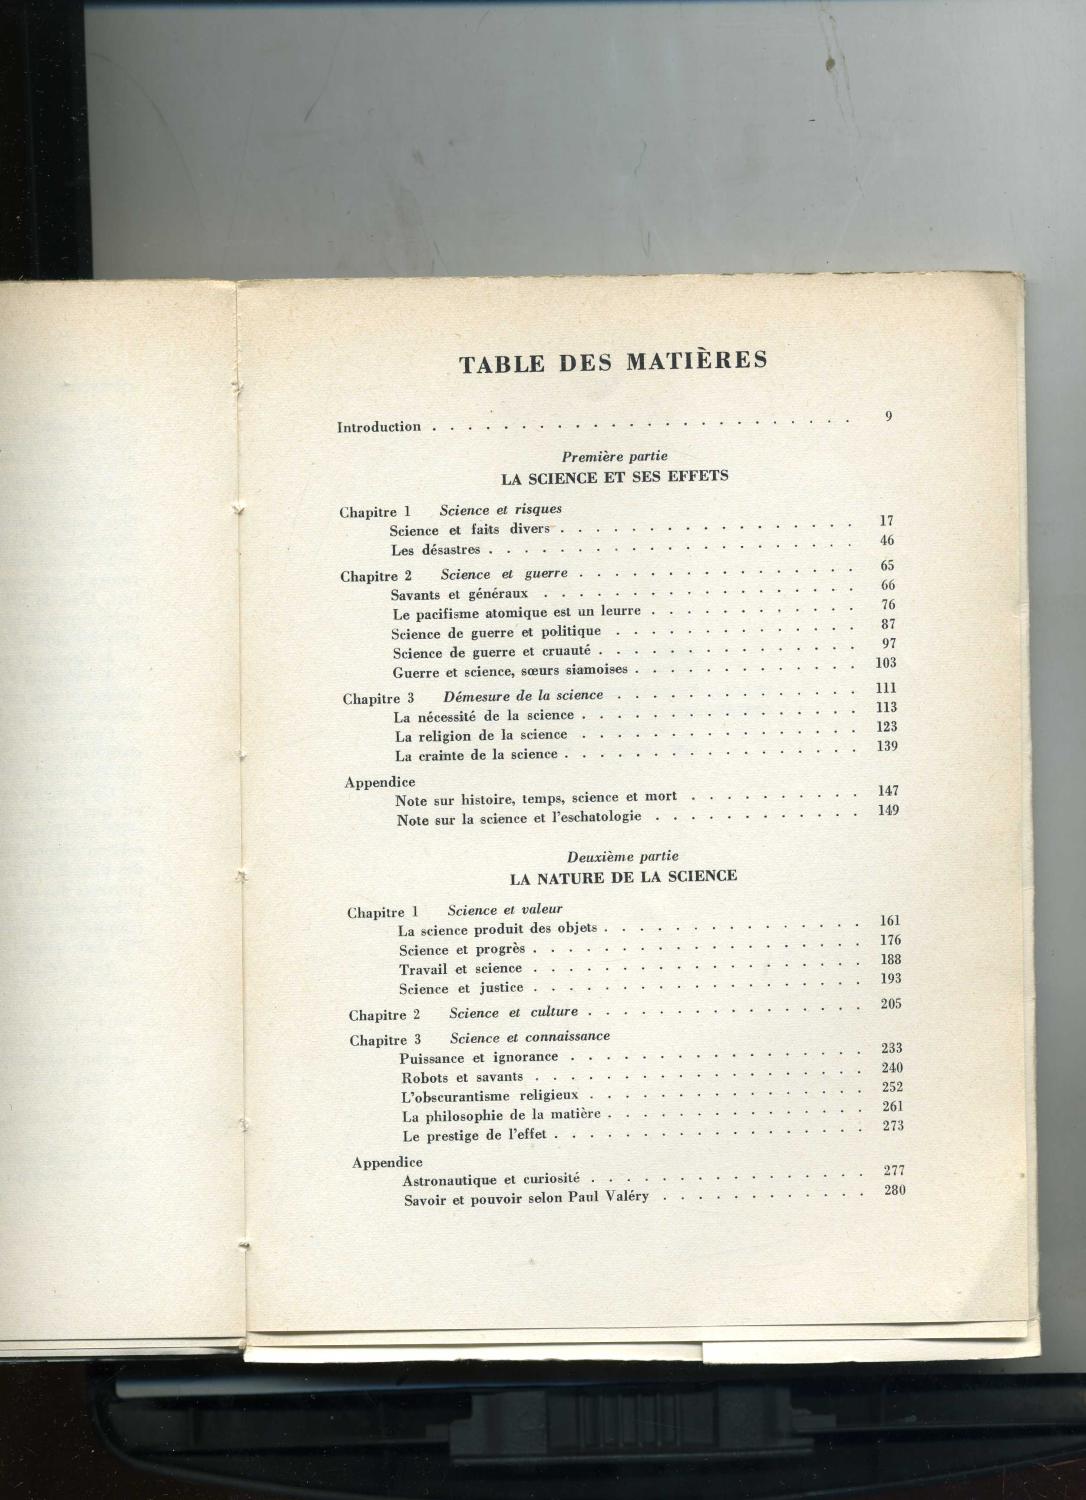 TABLE DES MATIÈRES
Introduction . . . . . . . . . . . . . . . . . . . . . . . . 9
Première partie
LA SCIENCE ET SES EFFETS
Chapitre 1 Science et risques
Science et faits divers . . . . . . . . . . . . . . . . . 17
Les désastres . . . . . . . . . . . . . . . . . . . . . 46
Chapitre 2 Science et guerre . . . . . . . . . . . . . . . . 65
Savants et généraux . . . . . . . . . . . . . . . . . . 66
Le pacifisme atomique est un leurre . . . . . . . . . . . . 76
Science de guerre et politique . . . . . . . . . . . . . . 87
Science de guerre et cruauté . . . . . . . . . . . . . . . 97
Guerre et science, sœurs siamoises . . . . . . . . . . . . . 103
Chapitre 3 Démesure de la science . . . . . . . . . . . . . . 111
La nécessité de la science . . . . . . . . . . . . . . . . 113
La religion de la science . . . . . . . . . . . . . . . . 123
La crainte de la science . . . . . . . . . . . . . . . . . 139
Appendice
Note sur histoire, temps, science et mort . . . . . . . . . . 147
Note sur la science et l'eschatologie . . . . . . . . . . . . 149
Deuxième partie
LA NATURE DE LA SCIENCE
Chapitre 1 Science et valeur
La science produit des objets . . . . . . . . . . . . . . . 161
Science et progrès . . . . . . . . . . . . . . . . . . . 176
Travail et science . . . . . . . . . . . . . . . . . . . 188
Science et justice . . . . . . . . . . . . . . . . . . . 193
Chapitre 2 Science et culture . . . . . . . . . . . . . . . . 205
Chapitre 3 Science et connaissance
Puissance et ignorance . . . . . . . . . . . . . . . . . 233
Robots et savants . . . . . . . . . . . . . . . . . . . 240
L'obscurantisme religieux . . . . . . . . . . . . . . . . 252
La philosophie de la matière . . . . . . . . . . . . . . . 261
Le prestige de l'effet . . . . . . . . . . . . . . . . . . 273
Appendice
Astronautique et curiosité . . . . . . . . . . . . . . . . 277
Savoir et pouvoir selon Paul Valéry . . . . . . . . . . . . 280